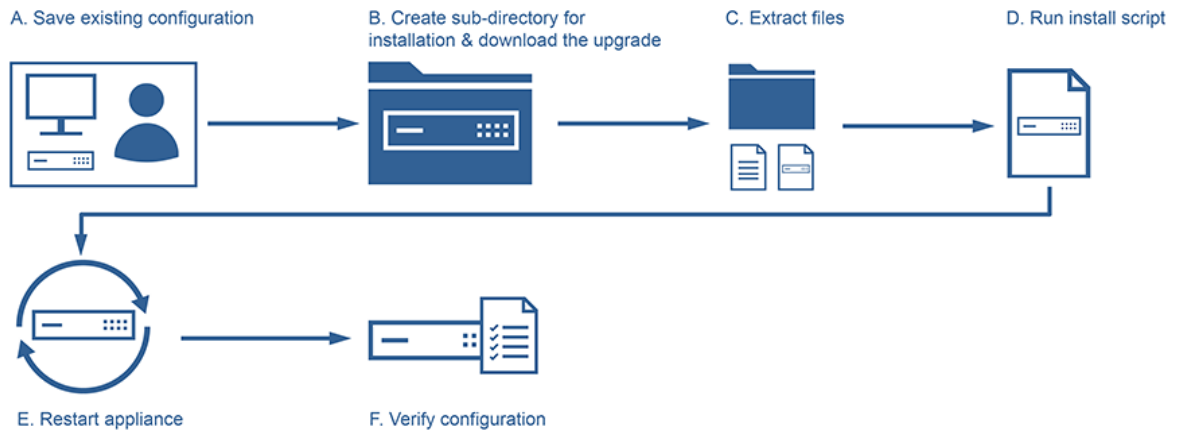 A. Save existing configuration
B. Create sub-directory for
installation & download the upgrade
C. Extract files
D. Run install script
E. Restart appliance
F. Verify configuration